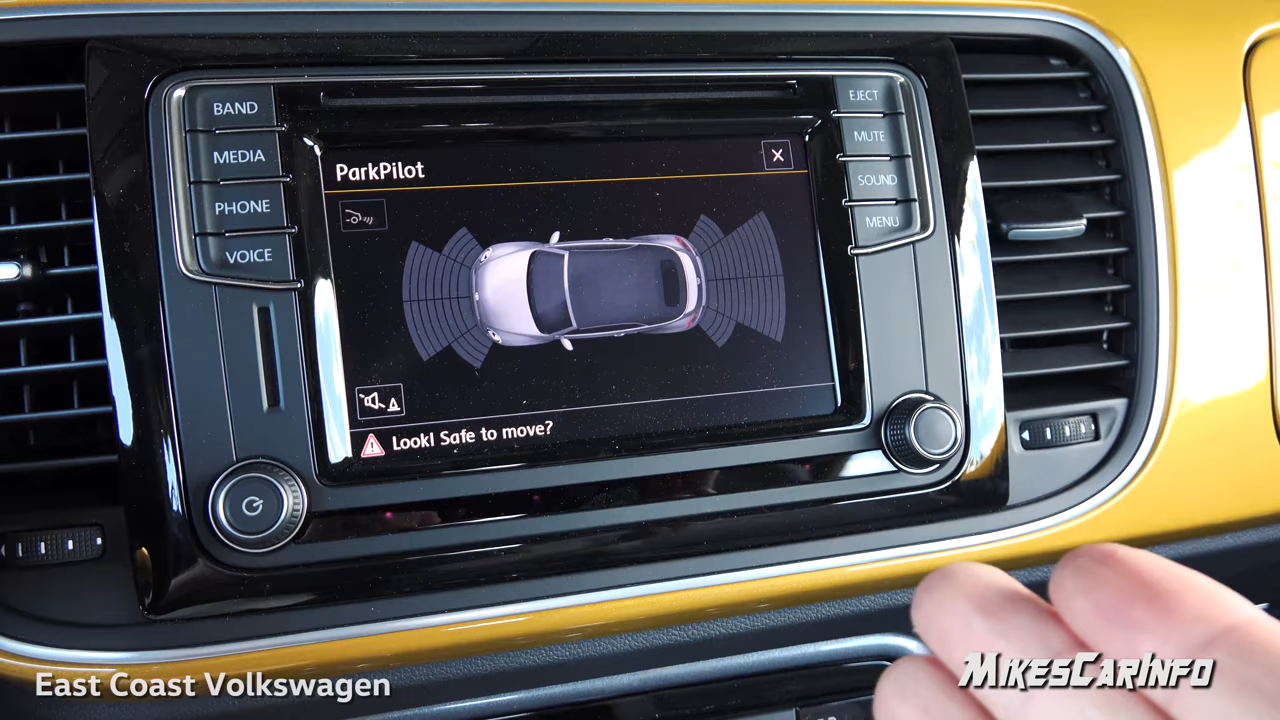 BAND
MEDIA
PHONE
VOICE
EJECT
MUTE
SOUND
MENU
ParkPilot
X
Look! Safe to move?
East Coast Volkswagen
MikesCarInfo